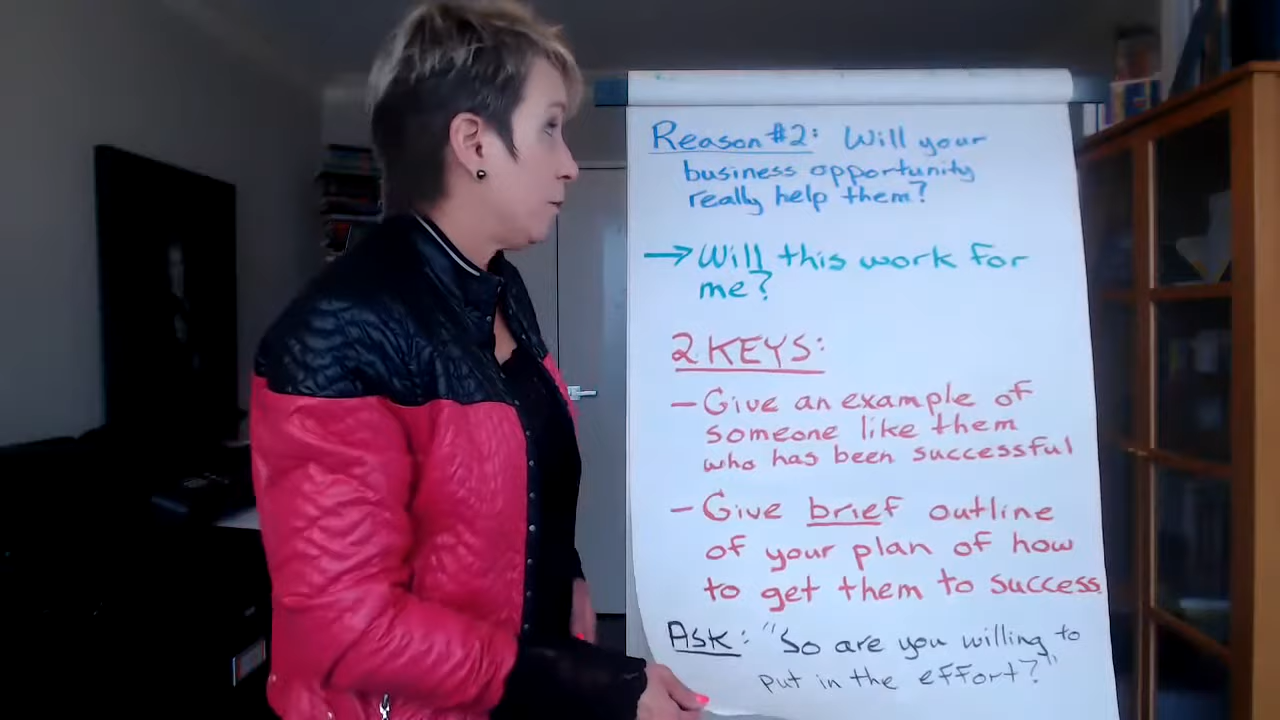 Reason #2: Will your
business opportunity
really help them?
→ Will this work for
me?
2 KEYS:
- Give an example of
someone like them
who has been successful
- Give brief outline
of your plan of how
to get them to success
ASK: "So are you willing to
put in the effort?"